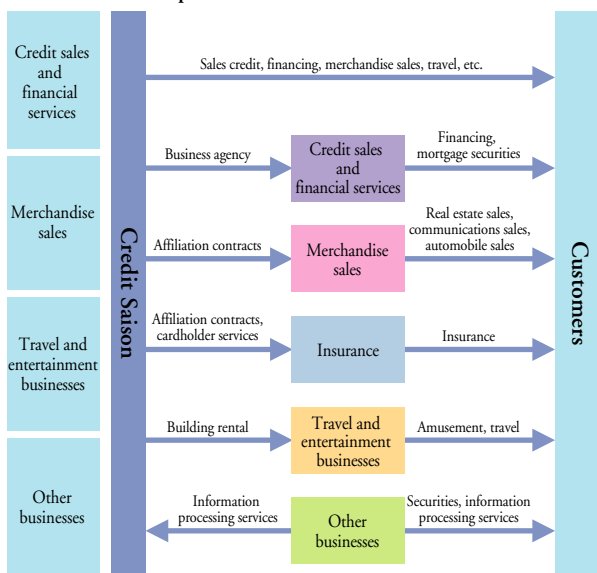 Credit sales
and
financial
services
Merchandise
sales
Travel and
entertainment
businesses
Other
businesses
Credit Saison
Sales credit, financing, merchandise sales, travel, etc.
Business agency
Credit sales
and
financial services
Financing,
mortgage securities
Affiliation contracts
Merchandise
sales
Real estate sales,
communications sales,
automobile sales
Affiliation contracts,
cardholder services
Insurance
Insurance
Building rental
Travel and
entertainment
businesses
Amusement, travel
Information
processing services
Other
businesses
Securities, information
processing services
Customers